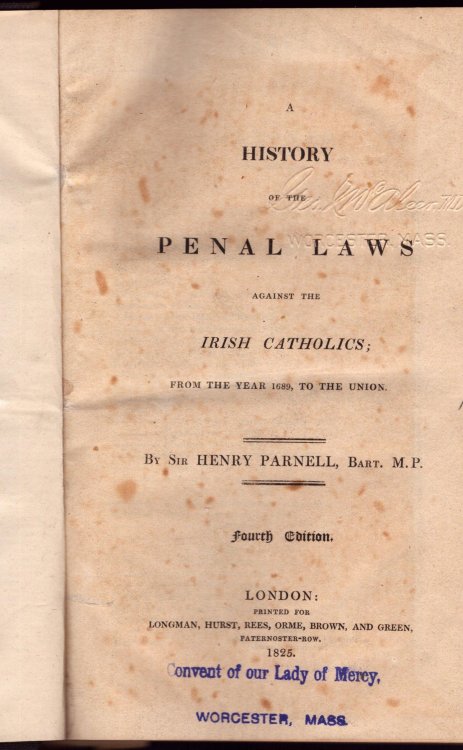 A
HISTORY
OF THE
PENAL LAWS
WORCESTER, MASS.
AGAINST THE
IRISH CATHOLICS;
FROM THE YEAR 1689, TO THE UNION.
BY SIR HENRY PARNELL, BART. M.P.
Fourth Edition.
LONDON:
PRINTED FOR
LONGMAN, HURST, REES, ORME, BROWN, AND GREEN,
PATERNOSTER-ROW.
1825.
Convent of our Lady of Mercy,
WORCESTER, MASS.